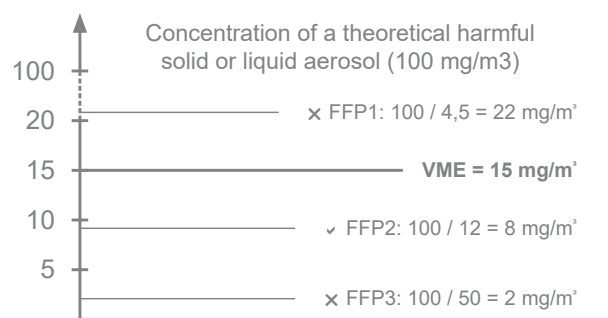 Concentration of a theoretical harmful
solid or liquid aerosol (100 mg/m3)
100
× FFP1: 100 / 4,5 = 22 mg/m³
20
15
VME = 15 mg/m³
10
✓ FFP2: 100 / 12 = 8 mg/m³
5
× FFP3: 100 / 50 = 2 mg/m³